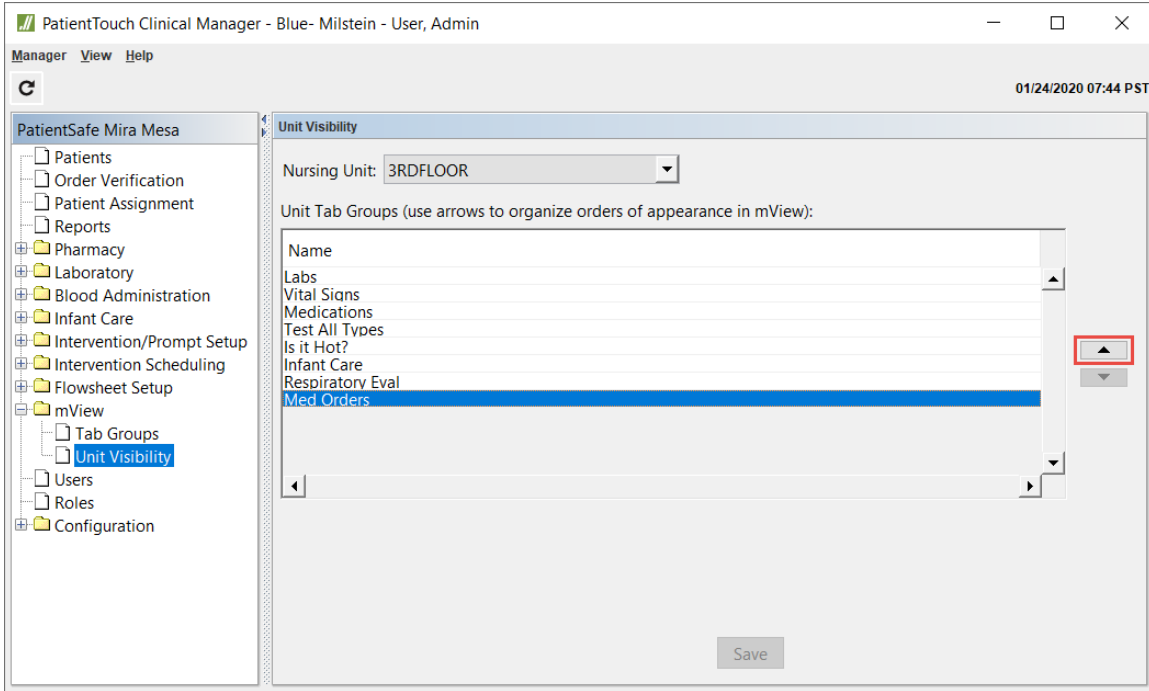 PatientTouch Clinical Manager - Blue- Milstein - User, Admin
Manager View Help
01/24/2020 07:44 PST
PatientSafe Mira Mesa
Patients
Order Verification
Patient Assignment
Reports
Pharmacy
Laboratory
Blood Administration
Infant Care
Intervention/Prompt Setup
Intervention Scheduling
Flowsheet Setup
mView
Tab Groups
Unit Visibility
Users
Roles
Configuration
Unit Visibility
Nursing Unit: 3RDFLOOR
Unit Tab Groups (use arrows to organize orders of appearance in mView):
Name
Labs
Vital Signs
Medications
Test All Types
Is it Hot?
Infant Care
Respiratory Eval
Med Orders
Save